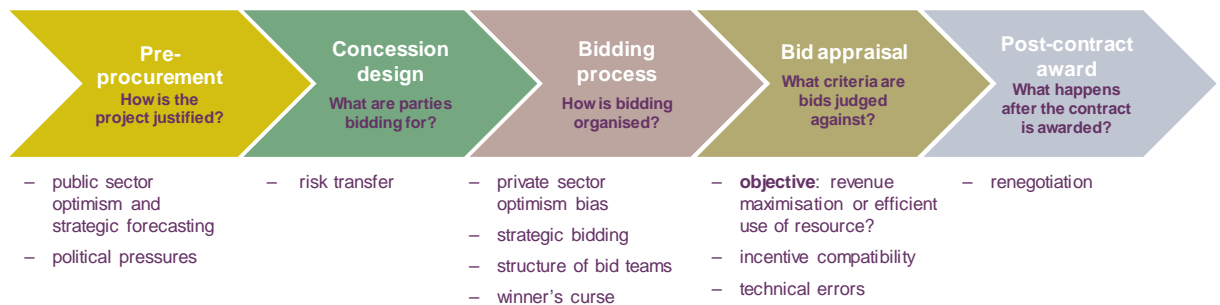 Pre-
procurement
How is the
project justified?
Concession
design
What are parties
bidding for?
Bidding
process
How is bidding
organised?
Bid appraisal
What criteria are
bids judged
against?
Post-contract
award
What happens
after the contract
is awarded?
– public sector
optimism and
strategic forecasting
– political pressures
– risk transfer
– private sector
optimism bias
– strategic bidding
– structure of bid teams
– winner's curse
– objective: revenue
maximisation or efficient
use of resource?
– incentive compatibility
– technical errors
– renegotiation